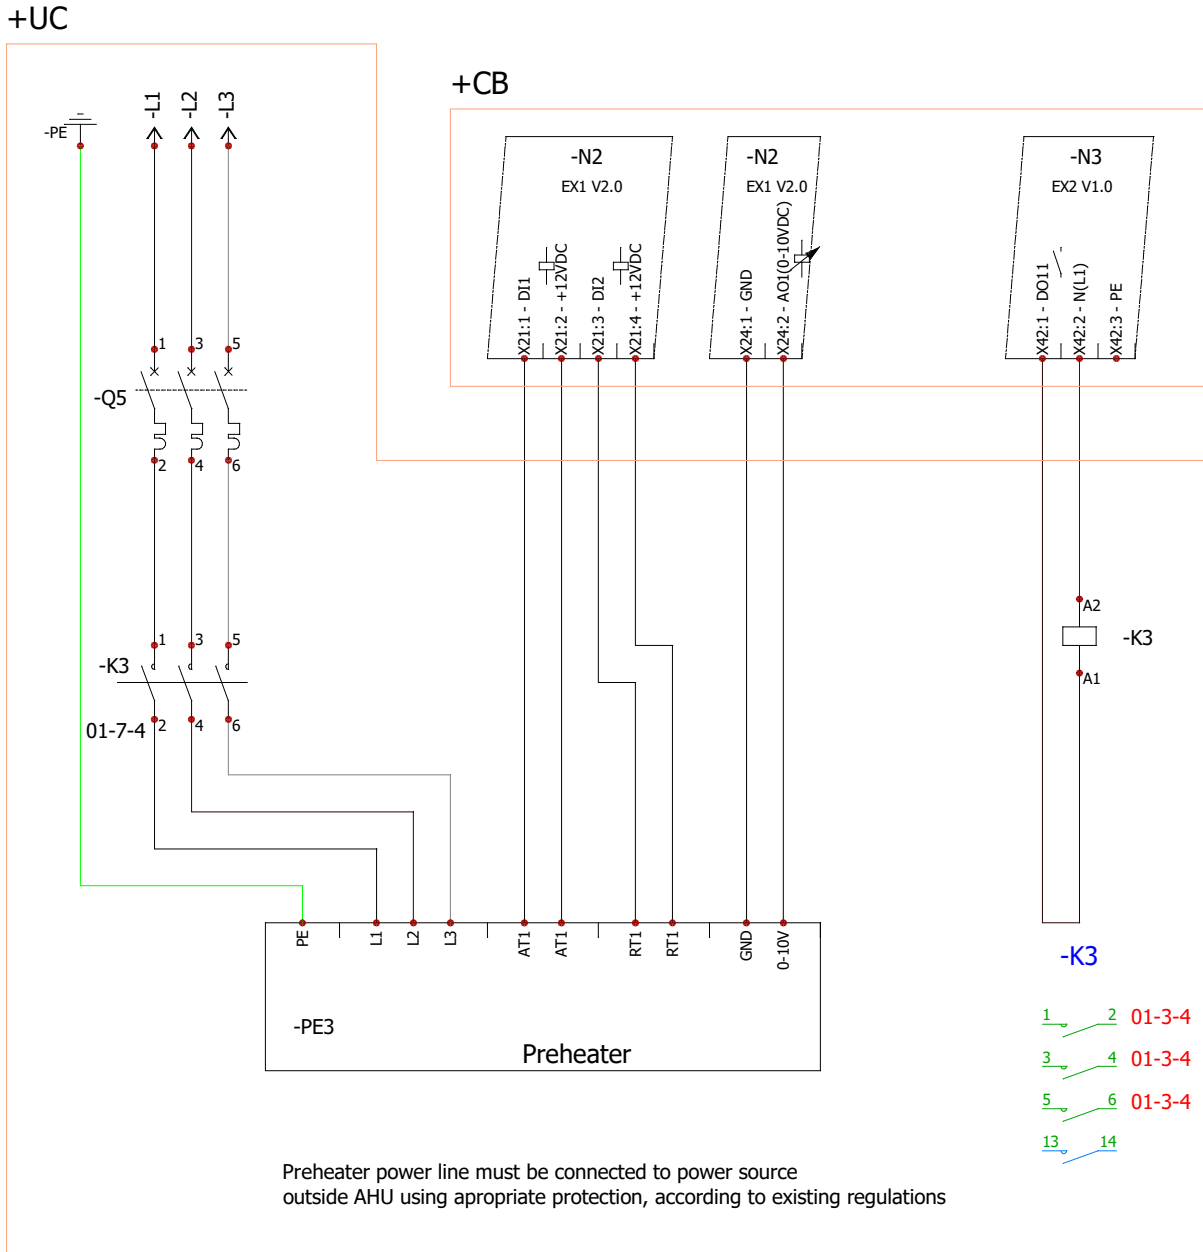 +UC
+CB
-PE
-L1
-L2
-L3
-N2
EX1 V2.0
X21:1 - DI1
X21:2 - +12VDC
X21:3 - DI2
X21:4 - +12VDC
-N2
EX1 V2.0
X24:1 - GND
X24:2 - AO1(0-10VDC)
-N3
EX2 V1.0
X42:1 - DO11
X42:2 - N(L1)
X42:3 - PE
1
3
5
-Q5
2
4
6
1
3
5
-K3
01-7-4
2
4
6
A2
-K3
A1
PE
L1
L2
L3
AT1
AT1
RT1
RT1
GND
0-10V
-PE3
Preheater
-K3
1 2 01-3-4
3 4 01-3-4
5 6 01-3-4
13 14
Preheater power line must be connected to power source
outside AHU using apropriate protection, according to existing regulations